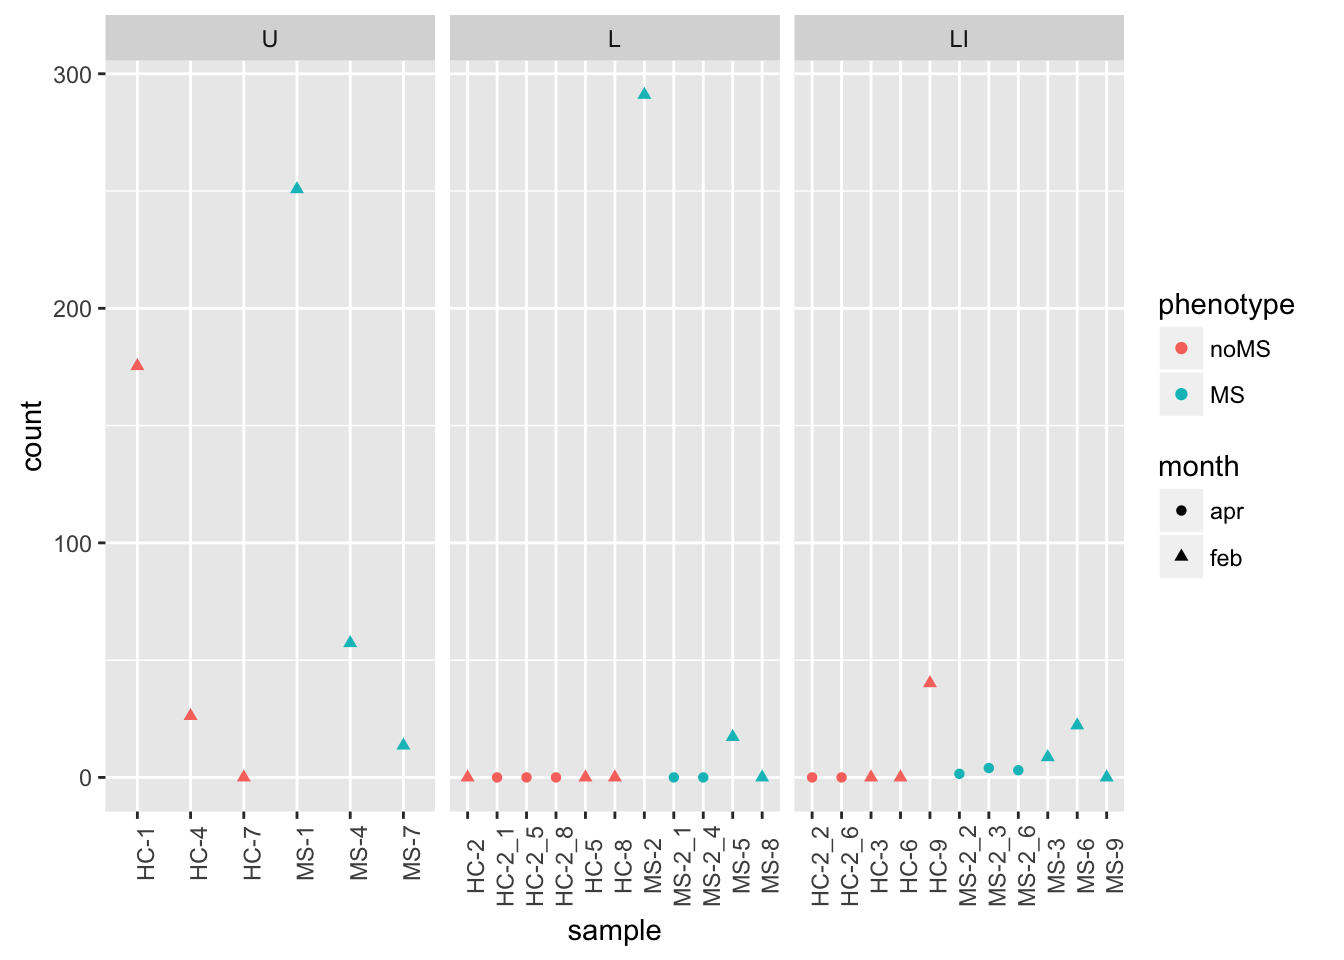 U
L
LI
300
200
100
0
count
HC-1
HC-4
HC-7
MS-1
MS-4
MS-7
HC-2
HC-2_1
HC-2_5
HC-2_8
HC-5
HC-8
MS-2
MS-2_1
MS-2_4
MS-5
MS-8
HC-2_2
HC-2_6
HC-3
HC-6
HC-9
MS-2_2
MS-2_3
MS-2_6
MS-3
MS-6
MS-9
sample
phenotype
noMS
MS
month
apr
feb